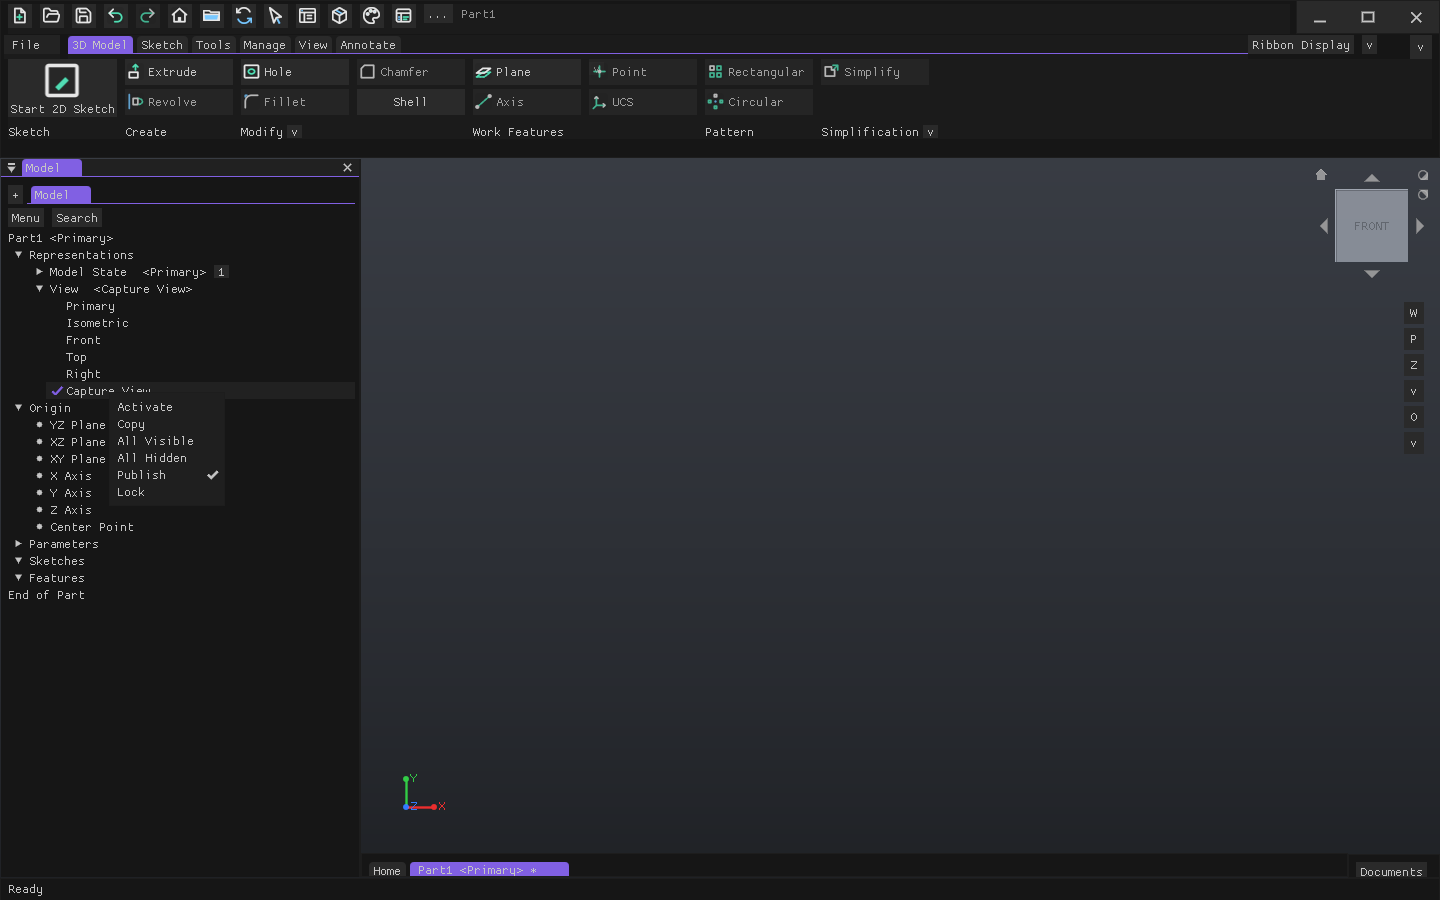 ... Part1
File 3D Model Sketch Tools Manage View Annotate Ribbon Display v v
Extrude Hole Chamfer Plane Point Rectangular Simplify
Start 2D Sketch Revolve Fillet Shell Axis UCS Circular
Sketch Create Modify v Work Features Pattern Simplification v
Model
+ Model
Menu Search
Part1 <Primary>
Representations
Model State <Primary> 1
View <Capture View>
Primary
Isometric
Front
Top
Right
Capture View
Activate
Copy
All Visible
All Hidden
Publish
Lock
Origin
YZ Plane
XZ Plane
XY Plane
X Axis
Y Axis
Z Axis
Center Point
Parameters
Sketches
Features
End of Part
FRONT
W
P
Z
v
O
v
Y
Z X
Home Part1 <Primary> * Documents
Ready